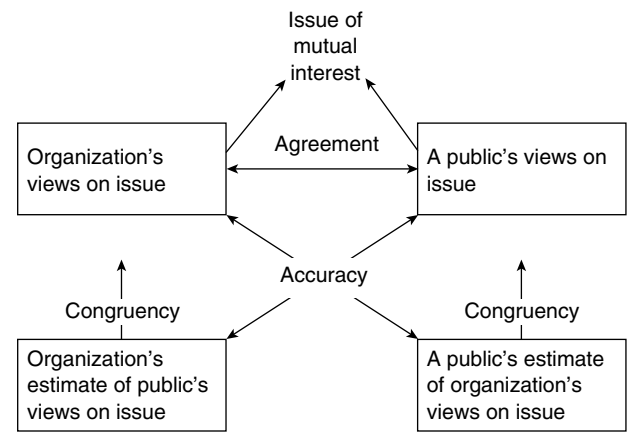 Issue of
mutual
interest
Agreement
Organization's
views on issue
A public's views on
issue
Accuracy
Congruency
Congruency
Organization's
estimate of public's
views on issue
A public's estimate
of organization's
views on issue